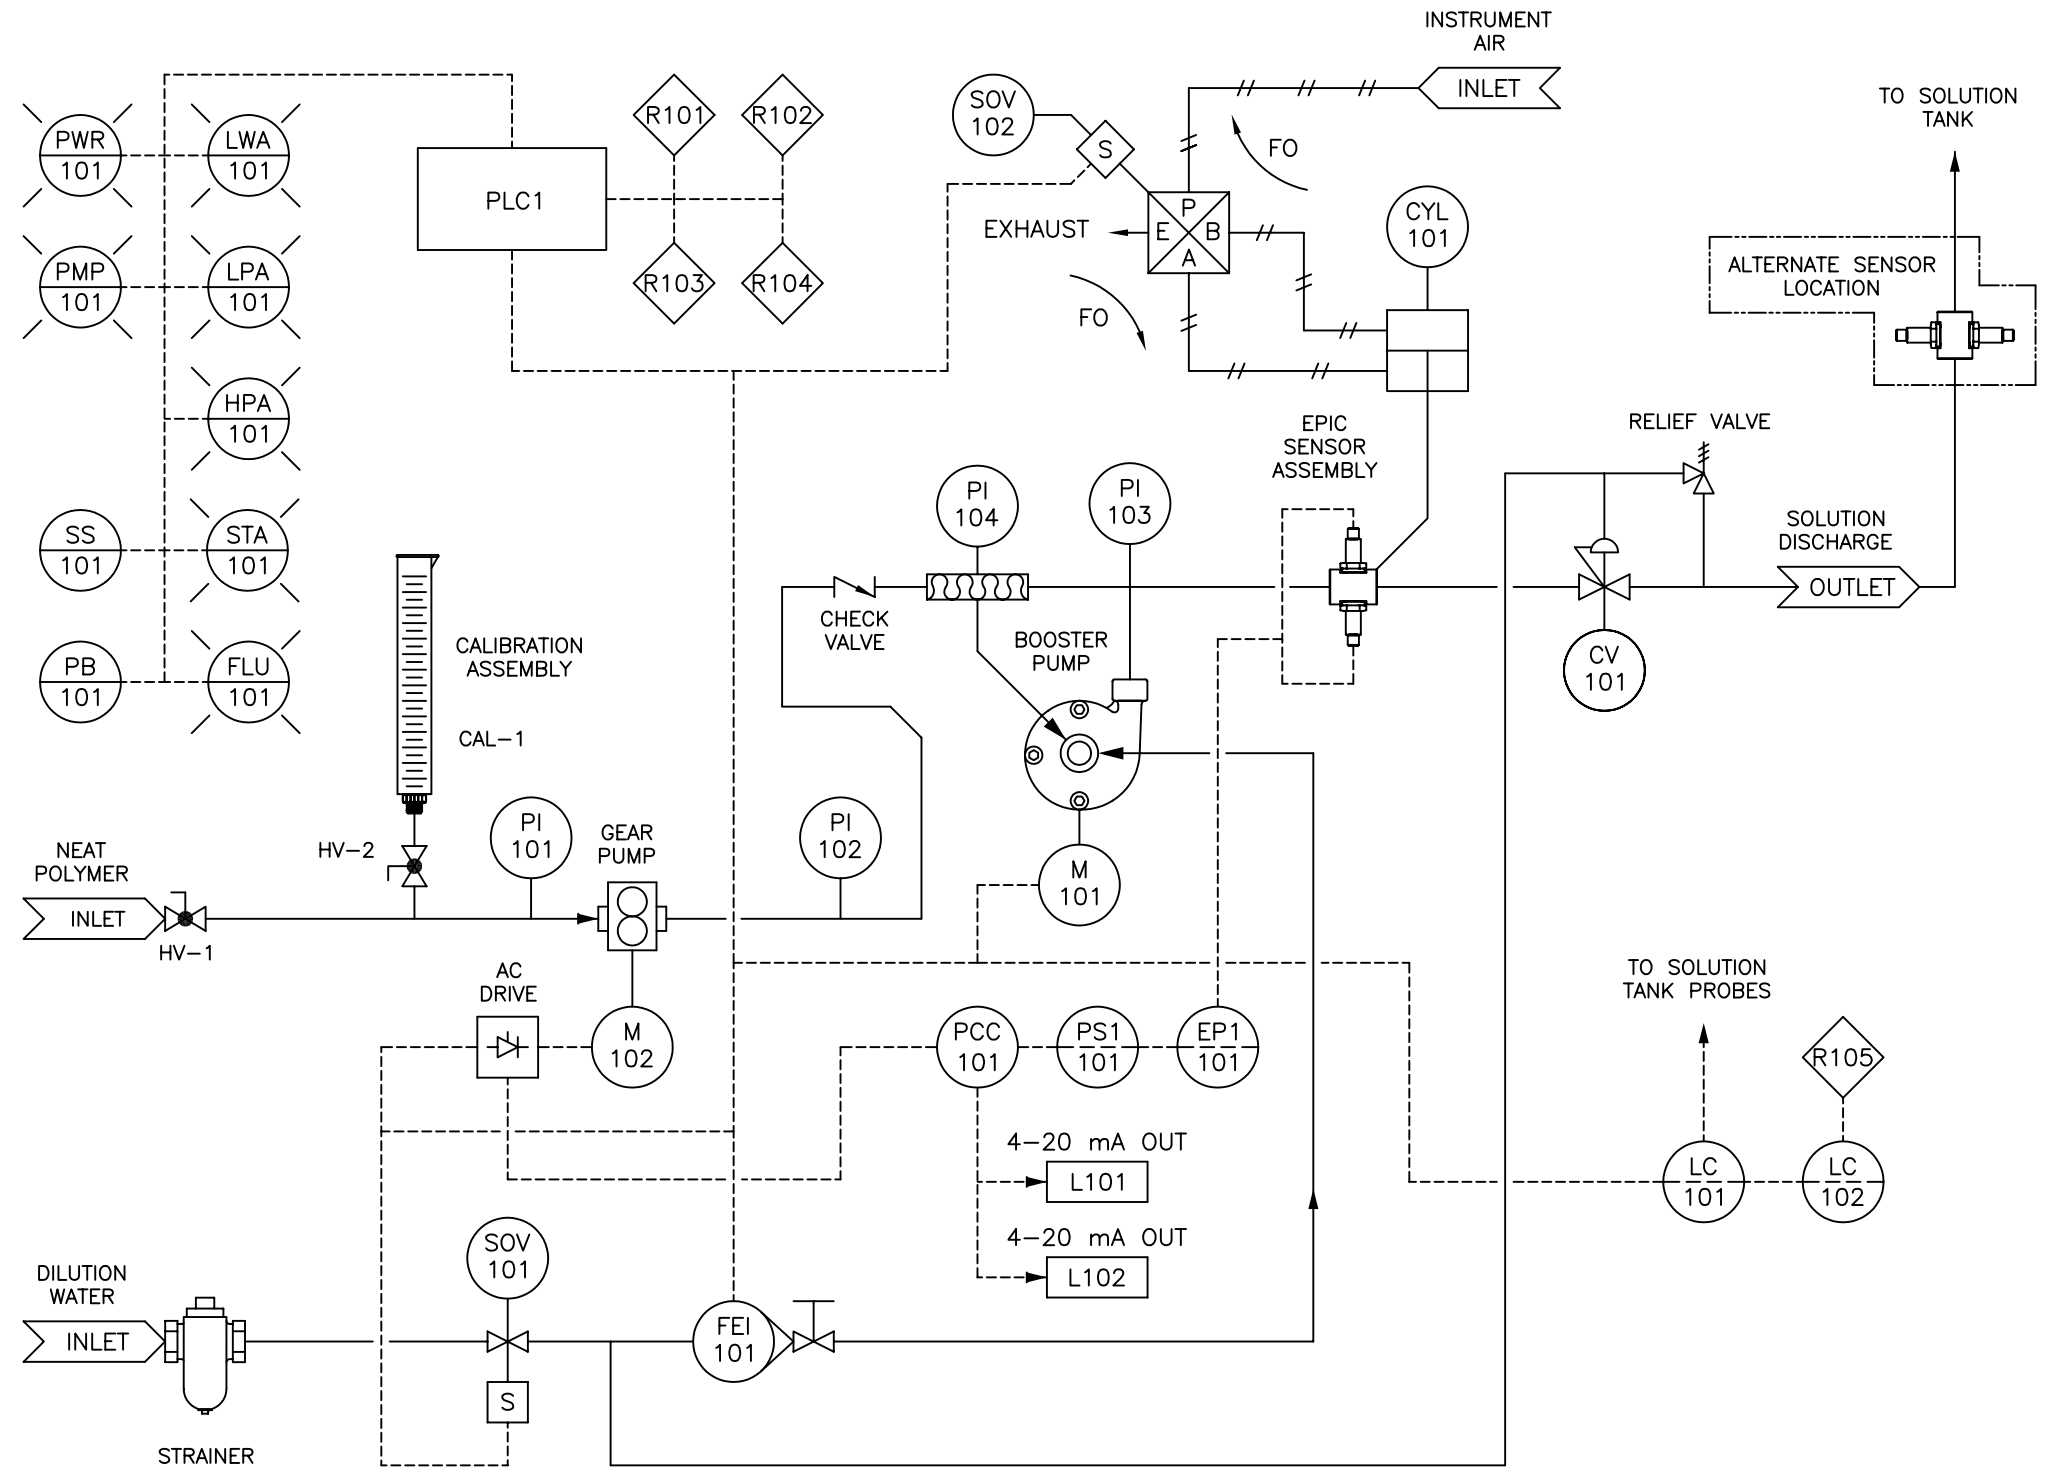 INSTRUMENT
AIR
INLET
TO SOLUTION
TANK
SOV
102
R101
R102
PWR
101
LWA
101
S
FO
PLC1
P
E
B
A
EXHAUST
CYL
101
PMP
101
LPA
101
R103
R104
FO
ALTERNATE SENSOR
LOCATION
HPA
101
EPIC
SENSOR
ASSEMBLY
RELIEF VALVE
PI
104
PI
103
SS
101
STA
101
SOLUTION
DISCHARGE
OUTLET
CHECK
VALVE
BOOSTER
PUMP
CALIBRATION
ASSEMBLY
PB
101
FLU
101
CV
101
CAL-1
HV-2
PI
101
GEAR
PUMP
PI
102
NEAT
POLYMER
INLET
HV-1
M
101
AC
DRIVE
TO SOLUTION
TANK PROBES
M
102
PCC
101
PS1
101
EP1
101
R105
4-20 mA OUT
L101
LC
101
LC
102
4-20 mA OUT
L102
SOV
101
DILUTION
WATER
INLET
FEI
101
S
STRAINER